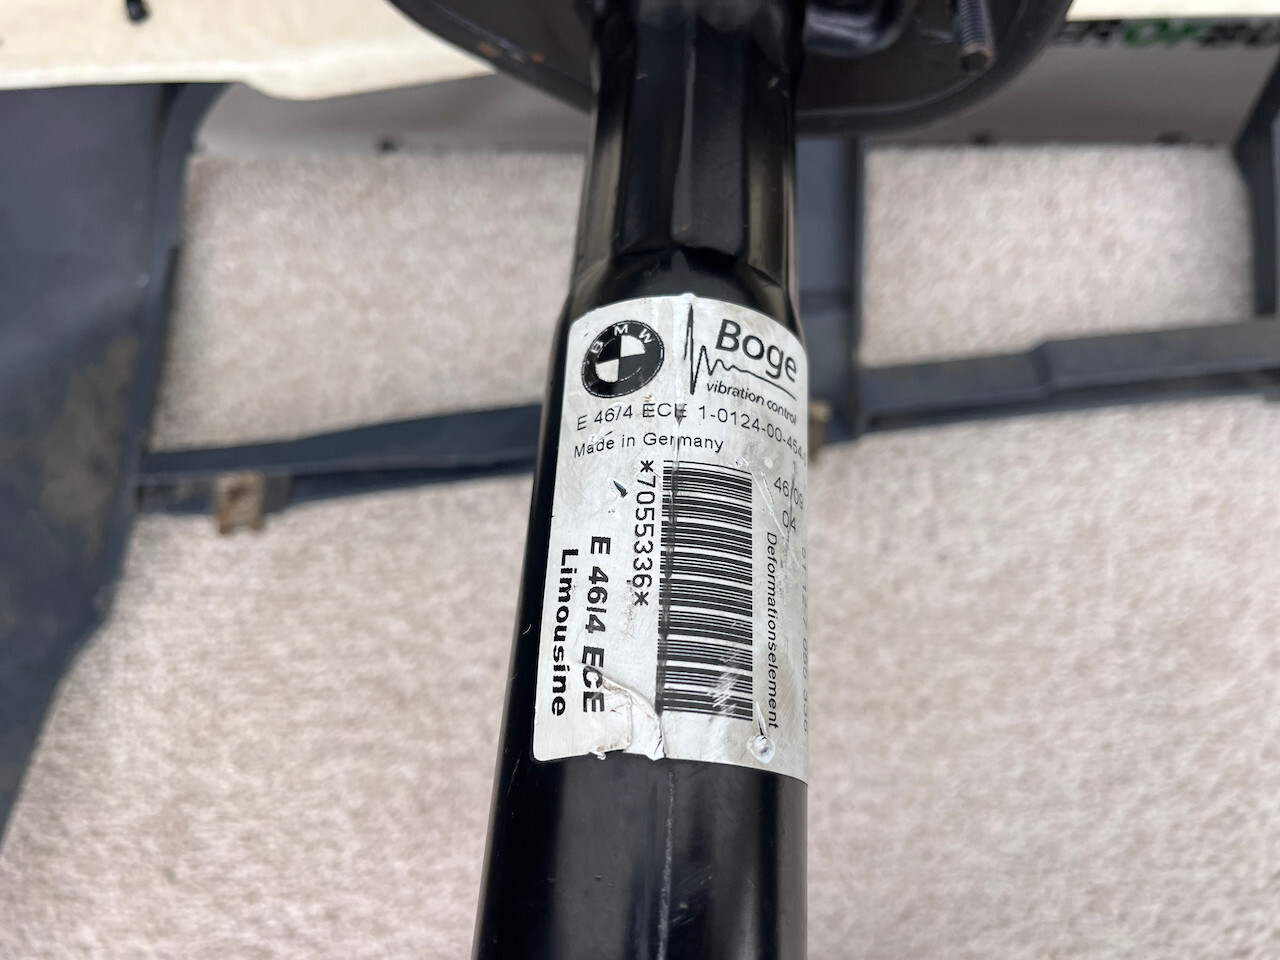 BMW
Boge
vibration control
E 46/4 ECE 1-0124-00-454-
Made in Germany
46/09
04
*7055336*
E 46/4 ECE
Limousine
Deformationselement